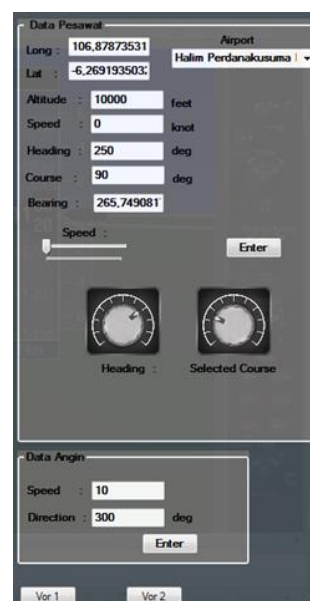 Data Pesawat
Long : 106,87873531
Airport
Lat : -6,269193503:
Halim Perdanakusuma
Altitude : 10000 feet
Speed : 0 knot
Heading : 250 deg
Course : 90 deg
Bearing : 265,749081
Speed :
Enter
Heading : Selected Course
Data Angin
Speed : 10
Direction : 300 deg
Enter
Vor 1 Vor 2